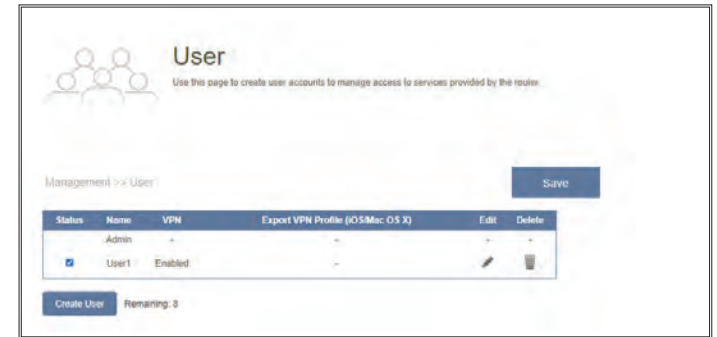 User
Use this page to create user accounts to manage access to services provided by the router.
Management >> User
Save
Status Name VPN Export VPN Profile (iOS/Mac OS X) Edit Delete
Admin - - - -
User1 Enabled -
Create User Remaining: 8